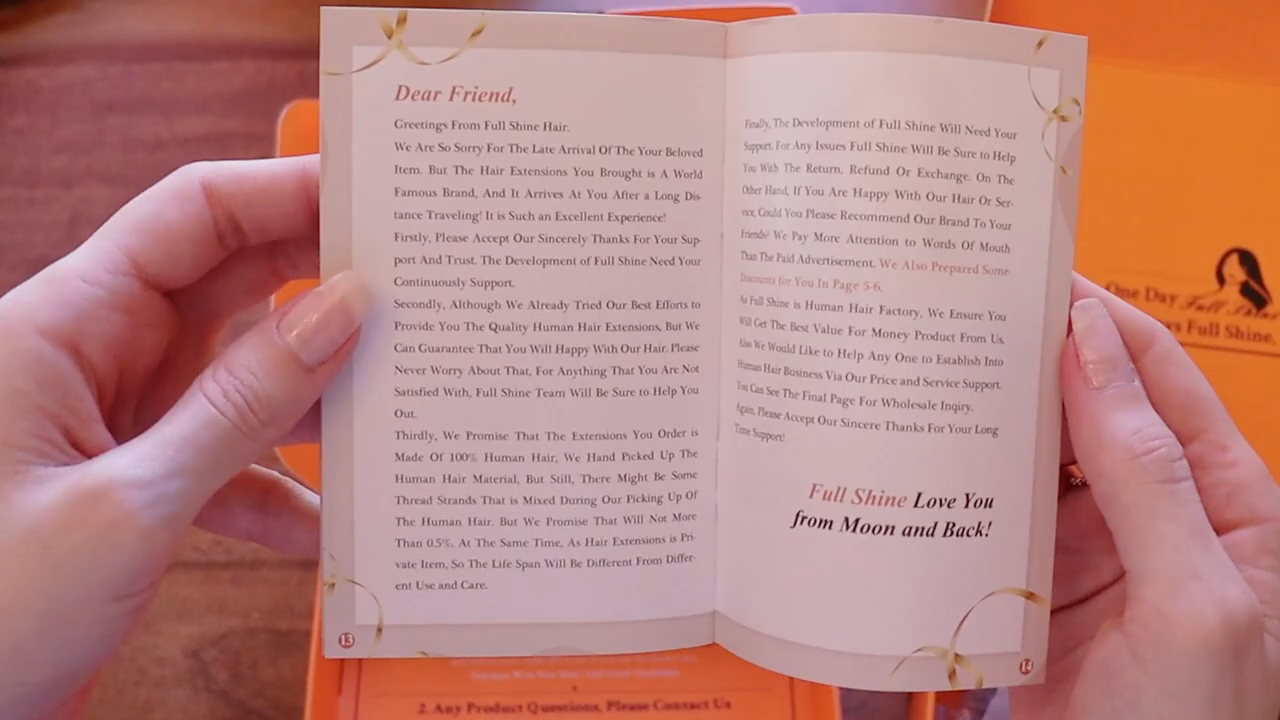 Dear Friend,
Greetings From Full Shine Hair.
We Are So Sorry For The Late Arrival Of The Your Beloved
Item. But The Hair Extensions You Brought is A World
Famous Brand, And It Arrives At You After a Long Dis-
tance Traveling! It is Such an Excellent Experience!
Firstly, Please Accept Our Sincerely Thanks For Your Sup-
port And Trust. The Development of Full Shine Need Your
Continuously Support.
Secondly, Although We Already Tried Our Best Efforts to
Provide You The Quality Human Hair Extensions, But We
Can Guarantee That You Will Happy With Our Hair. Please
Never Worry About That, For Anything That You Are Not
Satisfied With, Full Shine Team Will Be Sure to Help You
Out.
Thirdly, We Promise That The Extensions You Order is
Made Of 100% Human Hair, We Hand Picked Up The
Human Hair Material, But Still, There Might Be Some
Thread Strands That is Mixed During Our Picking Up Of
The Human Hair. But We Promise That Will Not More
Than 0.5%. At The Same Time, As Hair Extensions is Pri-
vate Item, So The Life Span Will Be Different From Differ-
ent Use and Care.
13
Finally, The Development of Full Shine Will Need Your
Support. For Any Issues Full Shine Will Be Sure to Help
You With The Return, Refund Or Exchange. On The
Other Hand, If You Are Happy With Our Hair Or Ser-
vice, Could You Please Recommend Our Brand To Your
Friends? We Pay More Attention to Words Of Mouth
Than The Paid Advertisement. We Also Prepared Some
Discounts for You In Page 5-6.
As Full Shine is Human Hair Factory, We Ensure You
Will Get The Best Value For Money Product From Us.
Also We Would Like to Help Any One to Establish Into
Human Hair Business Via Our Price and Service Support.
You Can See The Final Page For Wholesale Inqiry.
Again, Please Accept Our Sincere Thanks For Your Long
Time Support!
Full Shine Love You
from Moon and Back!
14
One Day Full Shine
Full Shine.
2. Any Product Questions, Please Contact Us